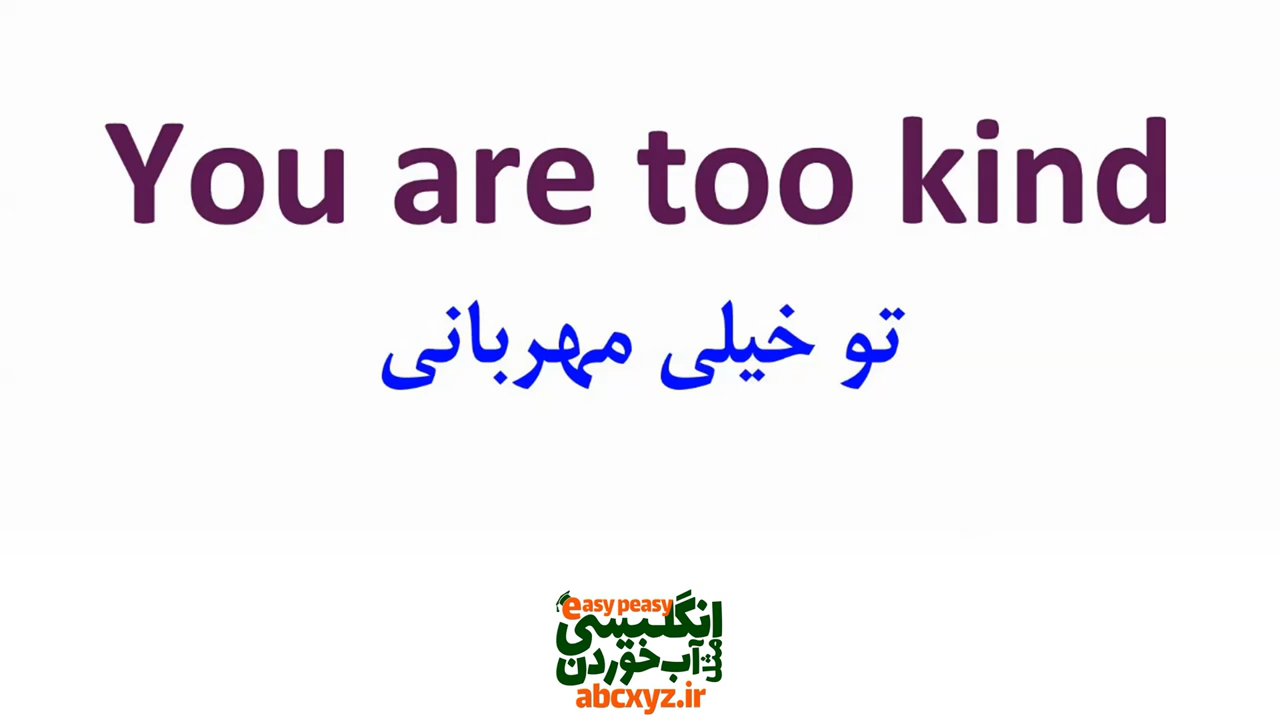 You are too kind
تو خیلی مهربانی
easy peasy
انگلیسی
مثل آب خوردن
abcxyz.ir